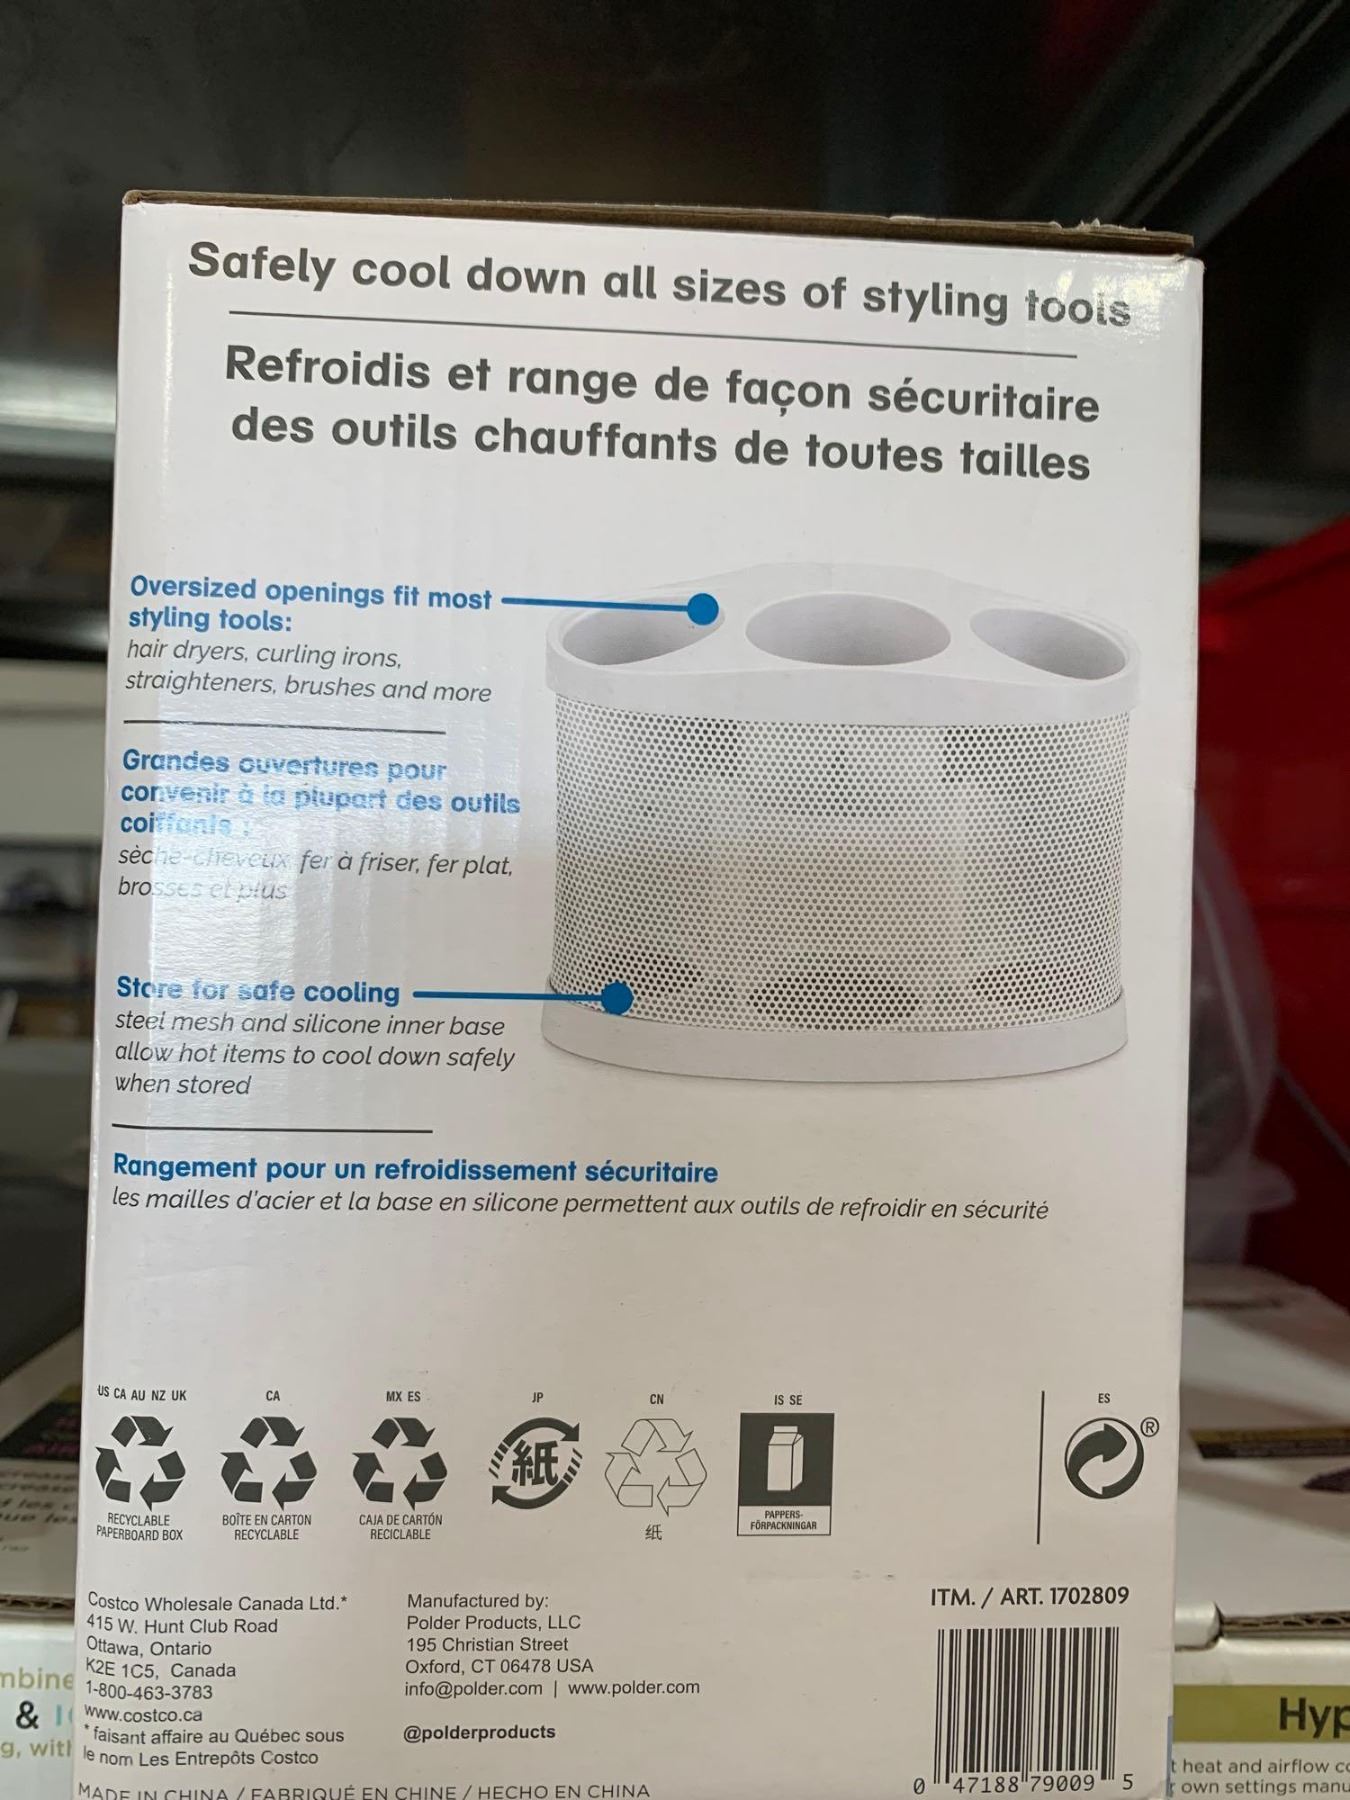 Safely cool down all sizes of styling tools
Refroidis et range de façon sécuritaire
des outils chauffants de toutes tailles
Oversized openings fit most
styling tools:
hair dryers, curling irons,
straighteners, brushes and more
Grandes ouvertures pour
convenir à la plupart des outils
coiffants :
sèche-cheveux fer à friser, fer plat,
brosses et plus
Store for safe cooling
steel mesh and silicone inner base
allow hot items to cool down safely
when stored
Rangement pour un refroidissement sécuritaire
les mailles d'acier et la base en silicone permettent aux outils de refroidir en sécurité
US CA AU NZ UK
RECYCLABLE
PAPERBOARD BOX
CA
BOÎTE EN CARTON
RECYCLABLE
MX ES
CAJA DE CARTÓN
RECICLABLE
JP
紙
CN
纸
IS SE
PAPPERS-
FÖRPACKNINGAR
ES
®
Costco Wholesale Canada Ltd.*
415 W. Hunt Club Road
Ottawa, Ontario
K2E 1C5, Canada
1-800-463-3783
www.costco.ca
*faisant affaire au Québec sous
le nom Les Entrepôts Costco
Manufactured by:
Polder Products, LLC
195 Christian Street
Oxford, CT 06478 USA
info@polder.com | www.polder.com
@polderproducts
MADE IN CHINA / FABRIQUÉ EN CHINE / HECHO EN CHINA
ITM. / ART. 1702809
0 47188 79009 5
&
Hyp
heat and airflow
own settings